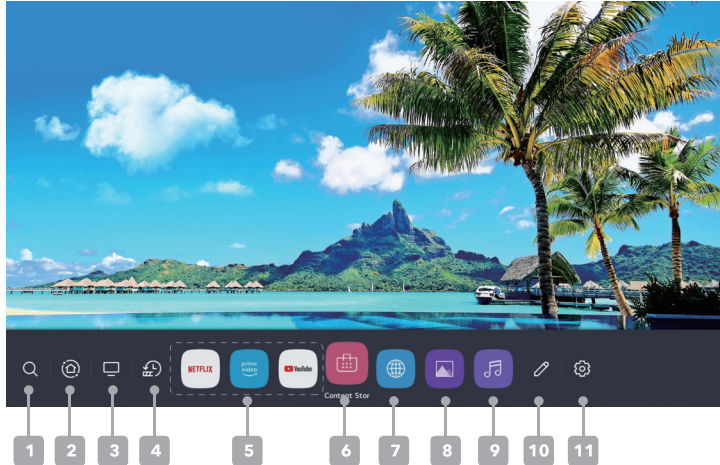 NETFLIX
prime
video
YouTube
Content Stor
1 2 3 4 5 6 7 8 9 10 11